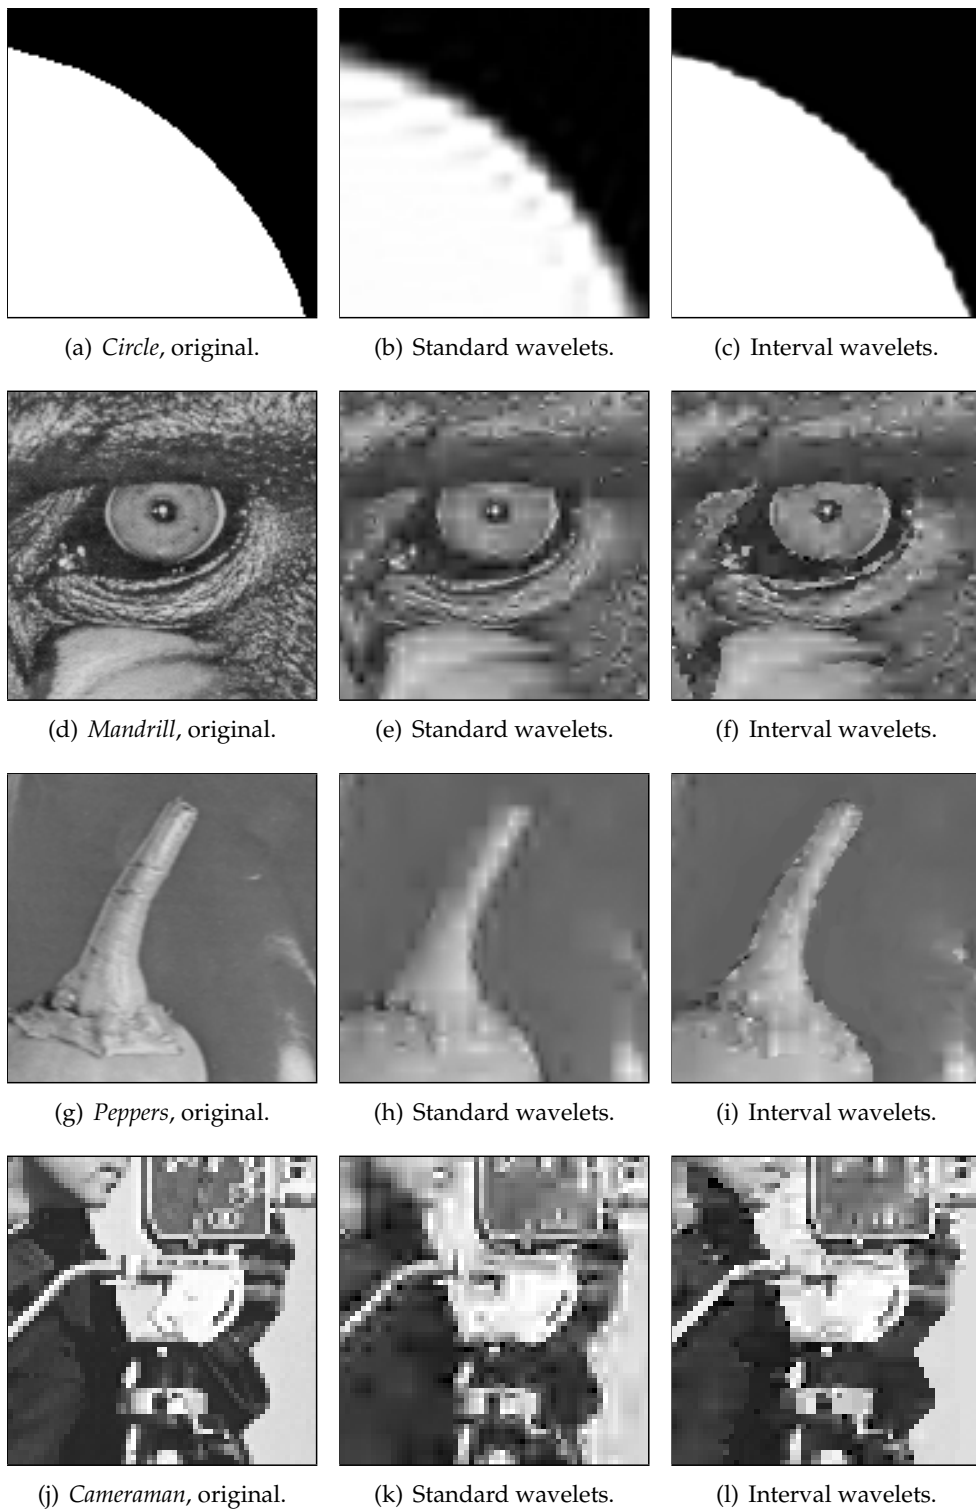 (a) Circle, original.
(b) Standard wavelets.
(c) Interval wavelets.
(d) Mandrill, original.
(e) Standard wavelets.
(f) Interval wavelets.
(g) Peppers, original.
(h) Standard wavelets.
(i) Interval wavelets.
(j) Cameraman, original.
(k) Standard wavelets.
(l) Interval wavelets.